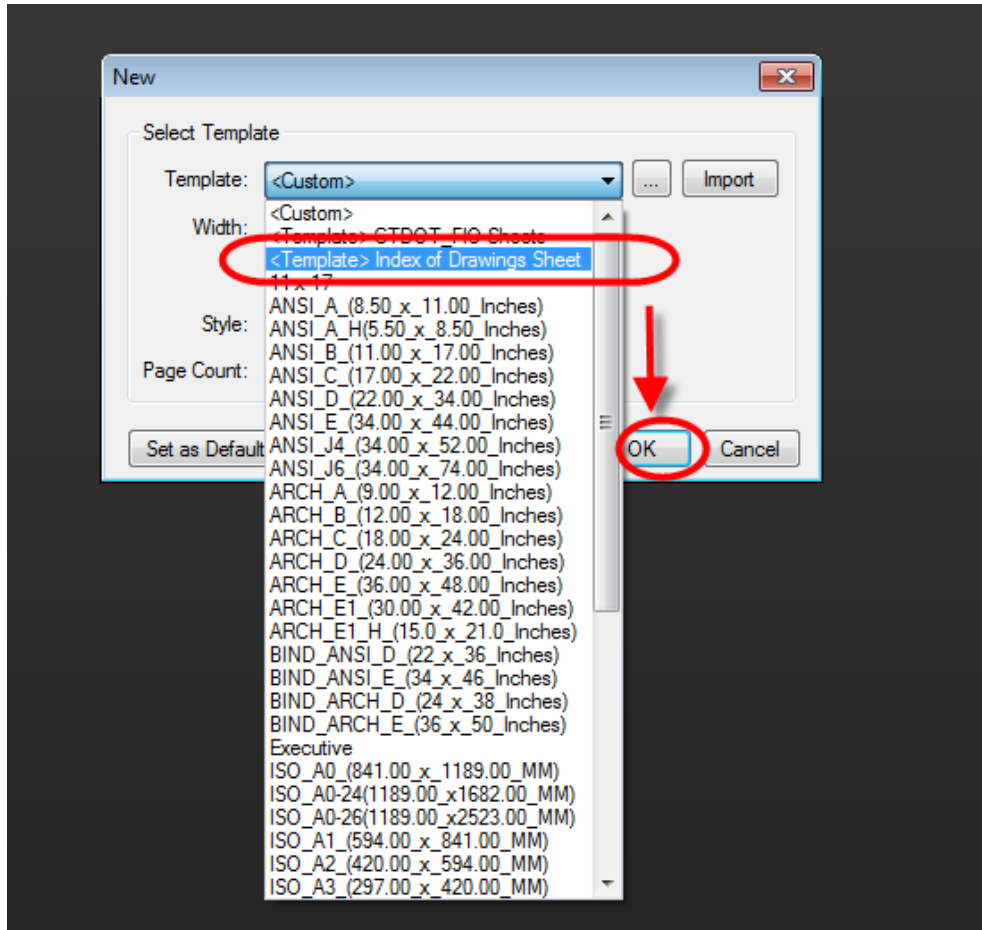 New
Select Template
Template: <Custom> ... Import
<Custom>
Width:
<Template> CTDOT_FIO Sheets
<Template> Index of Drawings Sheet
11 x 17
ANSI_A_(8.50_x_11.00_Inches)
Style:
ANSI_A_H(5.50_x_8.50_Inches)
ANSI_B_(11.00_x_17.00_Inches)
Page Count:
ANSI_C_(17.00_x_22.00_Inches)
ANSI_D_(22.00_x_34.00_Inches)
ANSI_E_(34.00_x_44.00_Inches)
Set as Default
ANSI_J4_(34.00_x_52.00_Inches)
OK Cancel
ANSI_J6_(34.00_x_74.00_Inches)
ARCH_A_(9.00_x_12.00_Inches)
ARCH_B_(12.00_x_18.00_Inches)
ARCH_C_(18.00_x_24.00_Inches)
ARCH_D_(24.00_x_36.00_Inches)
ARCH_E_(36.00_x_48.00_Inches)
ARCH_E1_(30.00_x_42.00_Inches)
ARCH_E1_H_(15.0_x_21.0_Inches)
BIND_ANSI_D_(22_x_36_Inches)
BIND_ANSI_E_(34_x_46_Inches)
BIND_ARCH_D_(24_x_38_Inches)
BIND_ARCH_E_(36_x_50_Inches)
Executive
ISO_A0_(841.00_x_1189.00_MM)
ISO_A0-24(1189.00_x1682.00_MM)
ISO_A0-26(1189.00_x2523.00_MM)
ISO_A1_(594.00_x_841.00_MM)
ISO_A2_(420.00_x_594.00_MM)
ISO_A3_(297.00_x_420.00_MM)